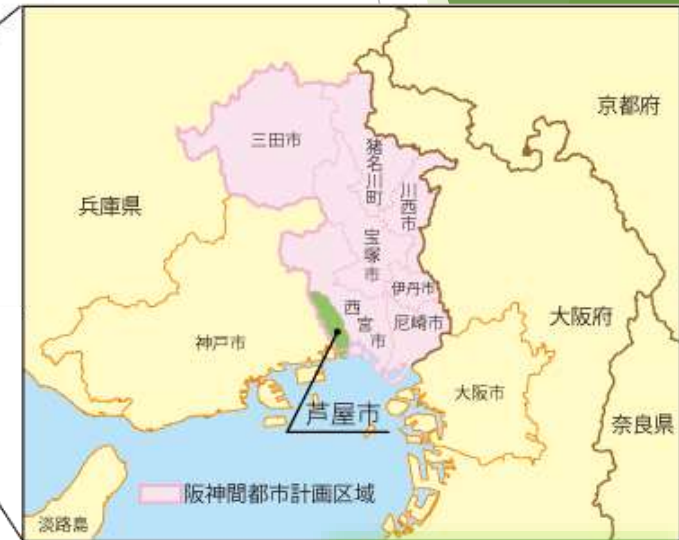 京都府
三田市
猪名川町
川西市
兵庫県
宝塚市
伊丹市
西宮市
尼崎市
大阪府
神戸市
大阪市
芦屋市
奈良県
阪神間都市計画区域
淡路島